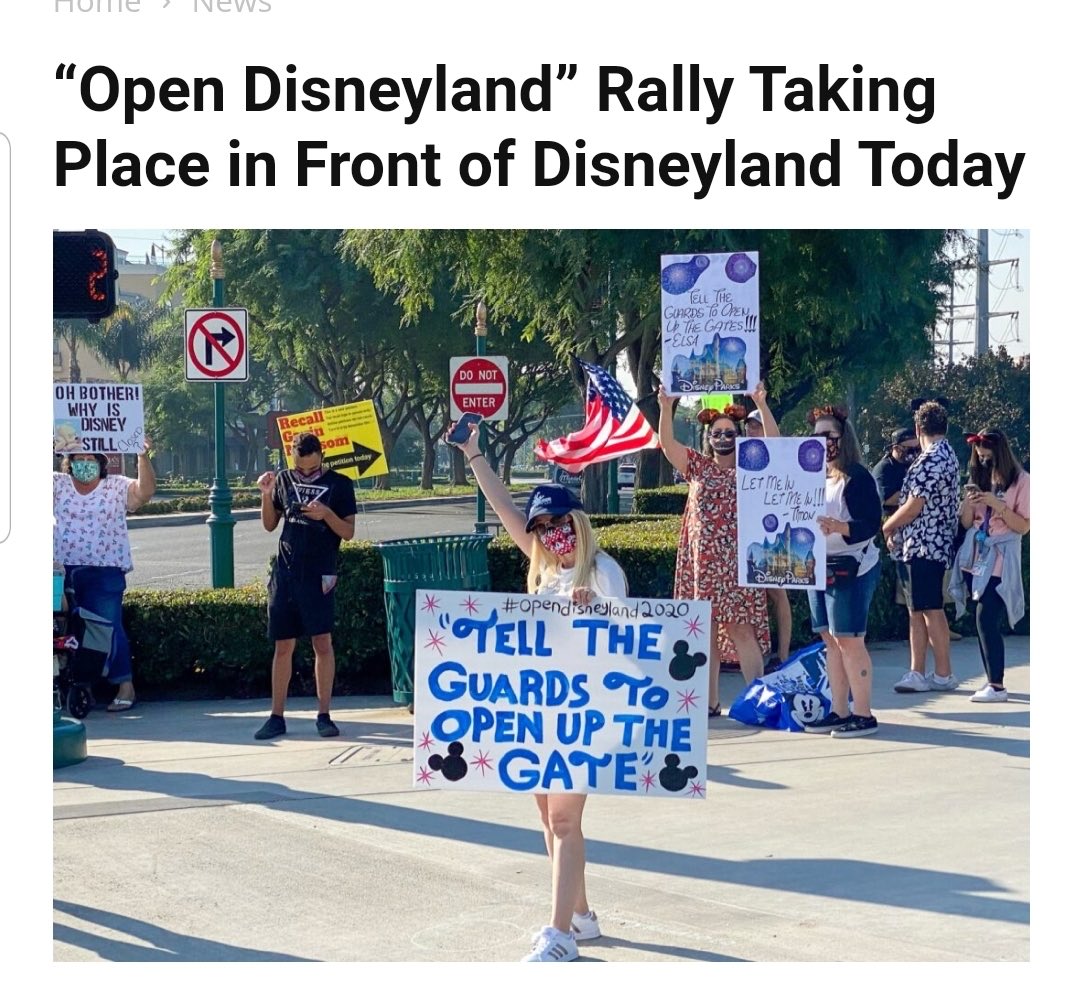 Home > News
“Open Disneyland” Rally Taking
Place in Front of Disneyland Today
2
OH BOTHER!
WHY IS
DISNEY
STILL
Closed
Recall
petition today
DO NOT
ENTER
TELL THE
GUARDS TO OPEN
UP THE GATES!!!
-ELSA
DISNEY PARKS
LET ME IN
LET ME IN!!!
- TIMON
DISNEY PARKS
#opendisneyland2020
"TELL THE
GUARDS TO
OPEN UP THE
GATE"